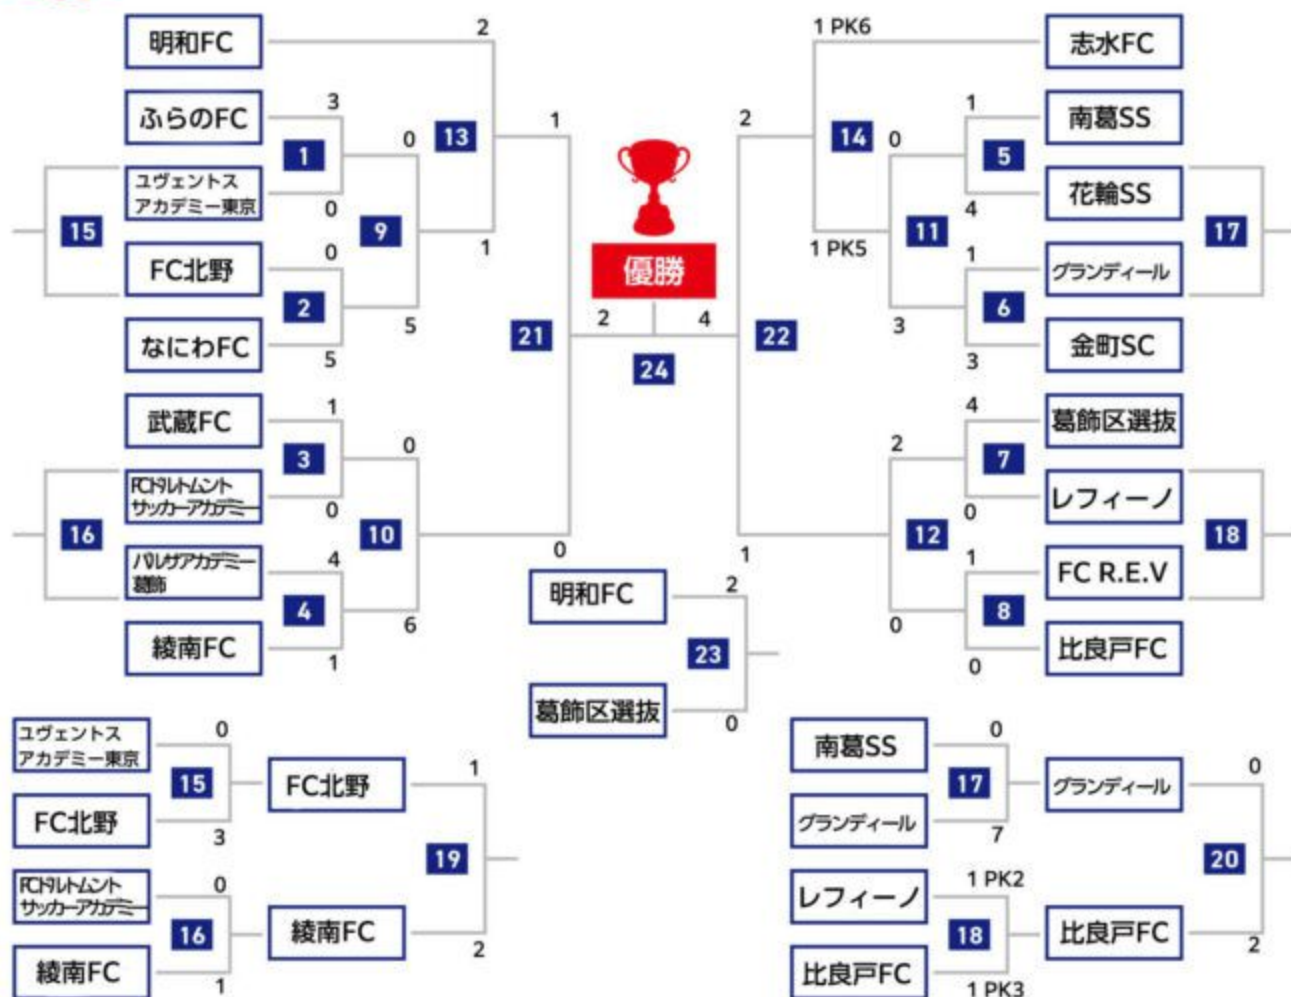 明和FC
2
ふらのFC
3
1
0
13
1
ユヴェントス
アカデミー東京
0
15
9
FC北野
0
1
2
なにわFC
5
5
21
武蔵FC
1
3
0
FCドルトムント
サッカーアカデミー
0
16
10
バルサアカデミー
葛飾
4
0
4
6
綾南FC
1
優勝
2
4
24
1 PK6
志水FC
2
14
0
1
南葛SS
5
花輪SS
4
17
1 PK5
11
1
グランディール
6
22
3
金町SC
3
4
葛飾区選抜
2
7
レフィーノ
0
12
18
1
1
FC R.E.V
8
0
比良戸FC
0
明和FC
2
23
葛飾区選抜
0
ユヴェントス
アカデミー東京
0
15
FC北野
1
FC北野
3
19
FCドルトムント
サッカーアカデミー
0
16
綾南FC
2
綾南FC
1
南葛SS
0
17
グランディール
0
グランディール
7
20
レフィーノ
1 PK2
18
比良戸FC
2
比良戸FC
1 PK3